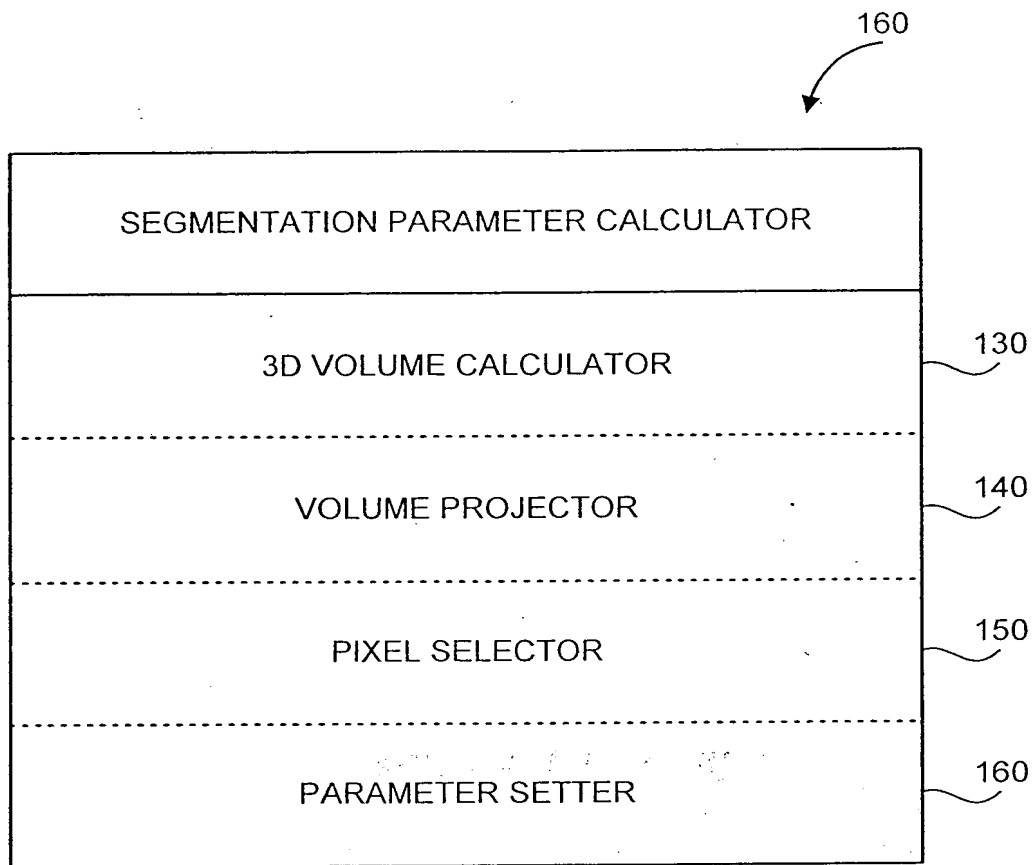 160
SEGMENTATION PARAMETER CALCULATOR
3D VOLUME CALCULATOR
130
VOLUME PROJECTOR
140
PIXEL SELECTOR
150
PARAMETER SETTER
160